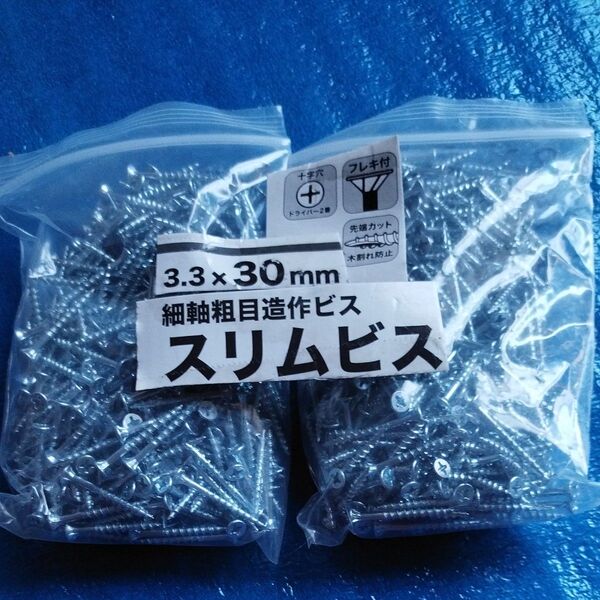 十字穴
ドライバー2番
フレキ付
先端カット
木割れ防止
3.3×30mm
細軸粗目造作ビス
スリムビス